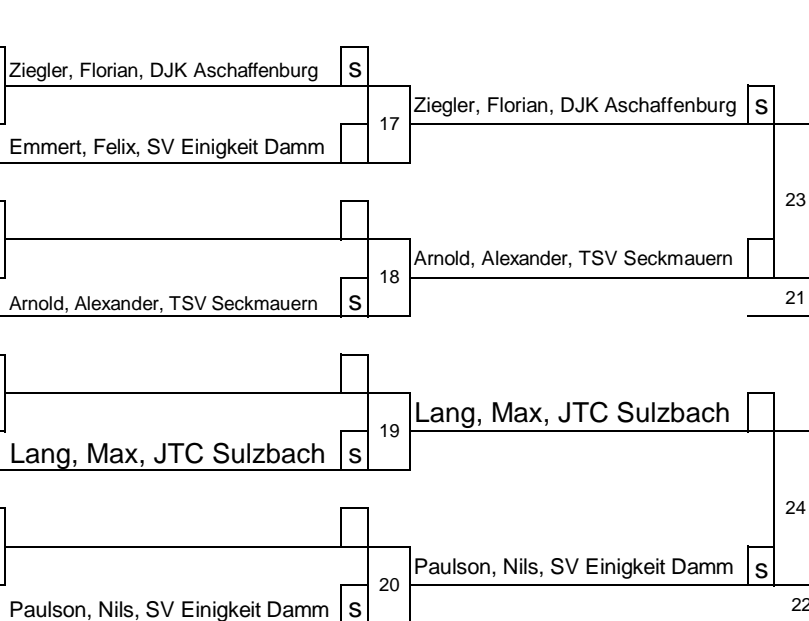 Ziegler, Florian, DJK Aschaffenburg S
Ziegler, Florian, DJK Aschaffenburg S
17
Emmert, Felix, SV Einigkeit Damm
23
Arnold, Alexander, TSV Seckmauern
18
Arnold, Alexander, TSV Seckmauern S
21
Lang, Max, JTC Sulzbach
19
Lang, Max, JTC Sulzbach S
24
Paulson, Nils, SV Einigkeit Damm S
20
Paulson, Nils, SV Einigkeit Damm S
22